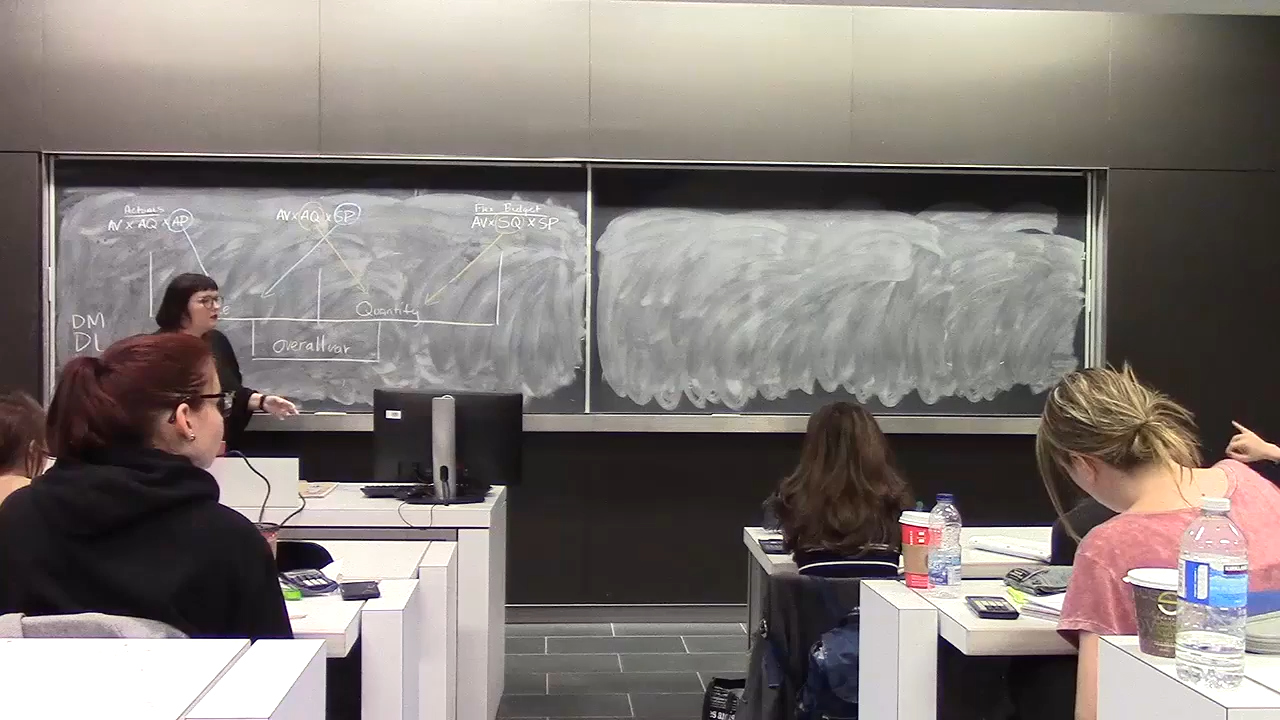 Actuals
AV x AQ x AP
AV x AQ x SP
Flex Budget
AV x SQ x SP
Quantity
DM
DL
Overall var